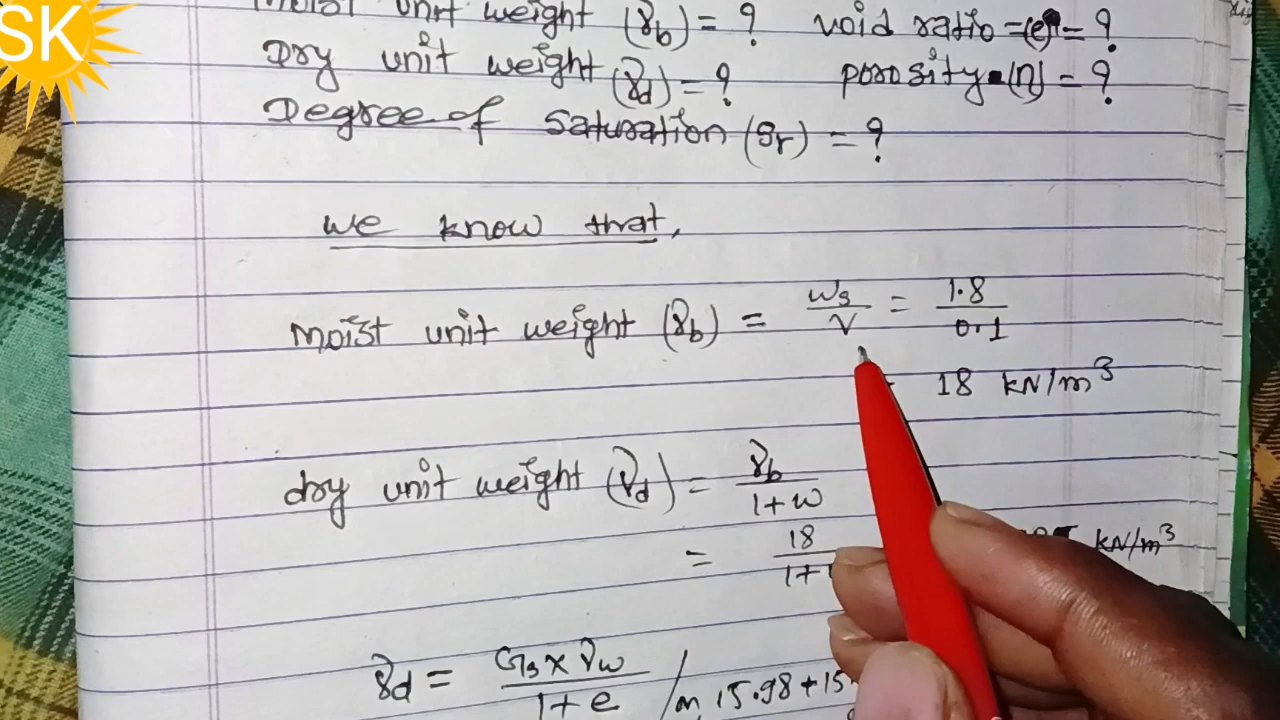 SK
moist unit weight (γb) = ? void ratio =(e) = ?
Dry unit weight (γd) = ? porosity (η) = ?
Degree of saturation (Sr) = ?
we know that,
moist unit weight (γb) = Ws/V = 1.8/0.1
18 kN/m³
dry unit weight (γd) = γb/1+w
= 18/1+ kN/m³
γd = Gs×γw/1+e / 15.98+15